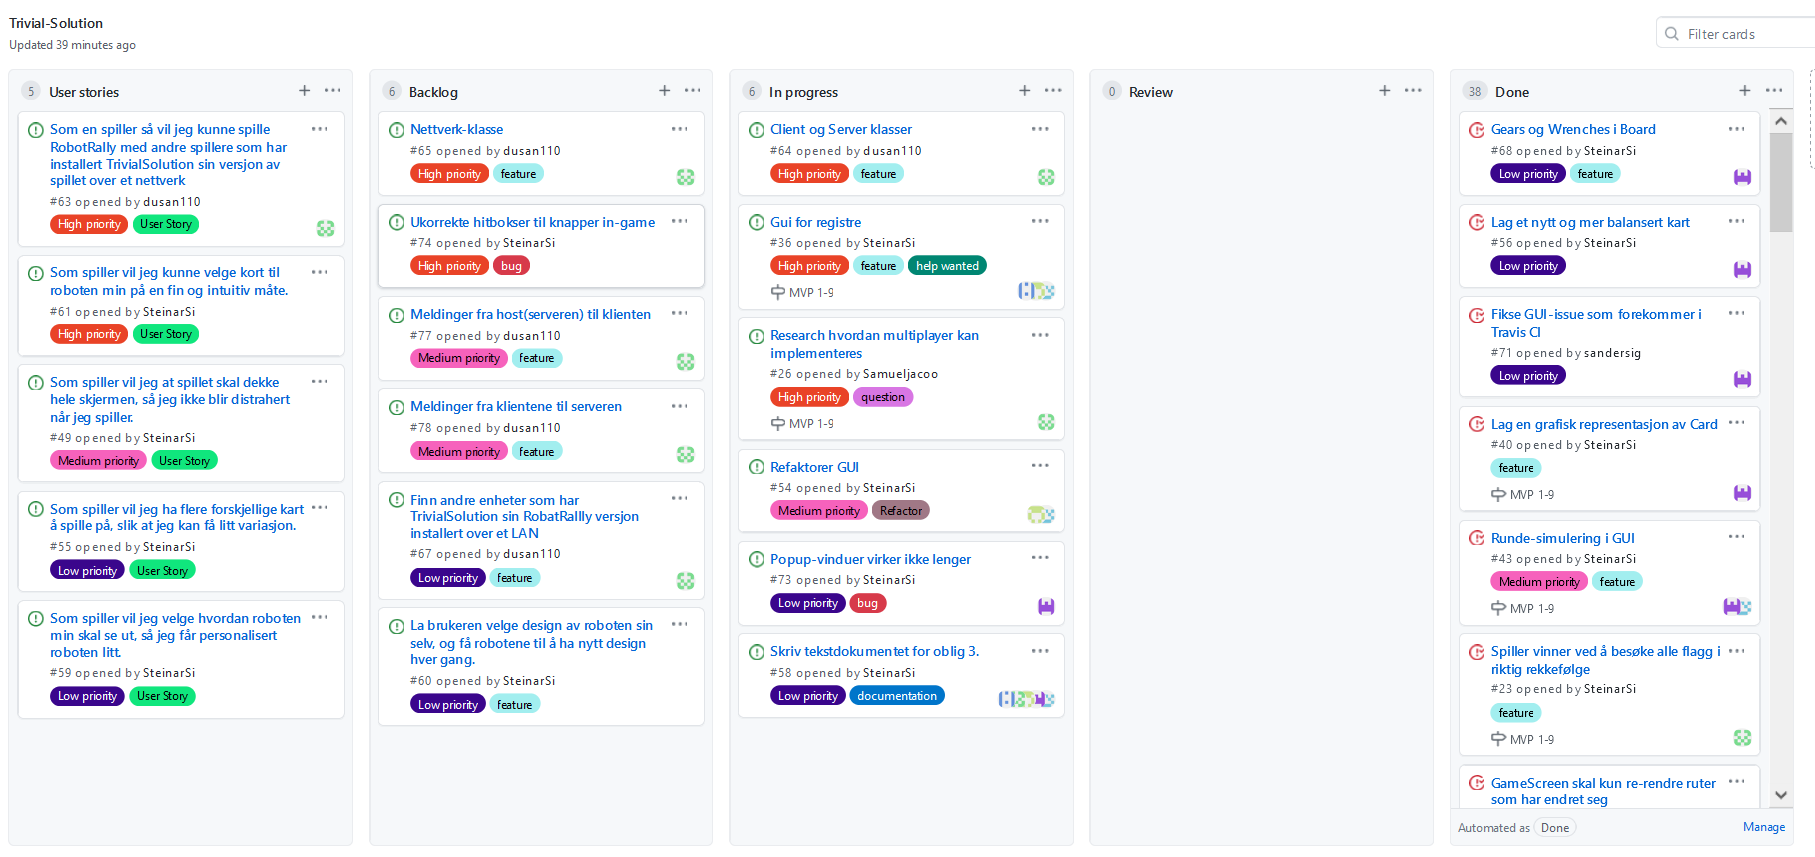 Trivial-Solution
Updated 39 minutes ago
Filter cards
5 User stories
Som en spiller så vil jeg kunne spille
RobotRally med andre spillere som har
installert TrivialSolution sin versjon av
spillet over et nettverk
#63 opened by dusan110
High priority User Story
Som spiller vil jeg kunne velge kort til
roboten min på en fin og intuitiv måte.
#61 opened by SteinarSi
High priority User Story
Som spiller vil jeg at spillet skal dekke
hele skjermen, så jeg ikke blir distrahert
når jeg spiller.
#49 opened by SteinarSi
Medium priority User Story
Som spiller vil jeg ha flere forskjellige kart
å spille på, slik at jeg kan få litt variasjon.
#55 opened by SteinarSi
Low priority User Story
Som spiller vil jeg velge hvordan roboten
min skal se ut, så jeg får personalisert
roboten litt.
#59 opened by SteinarSi
Low priority User Story
6 Backlog
Nettverk-klasse
#65 opened by dusan110
High priority feature
Ukorrekte hitbokser til knapper in-game
#74 opened by SteinarSi
High priority bug
Meldinger fra host(serveren) til klienten
#77 opened by dusan110
Medium priority feature
Meldinger fra klientene til serveren
#78 opened by dusan110
Medium priority feature
Finn andre enheter som har
TrivialSolution sin RobatRallly versjon
installert over et LAN
#67 opened by dusan110
Low priority feature
La brukeren velge design av roboten sin
selv, og få robotene til å ha nytt design
hver gang.
#60 opened by SteinarSi
Low priority feature
6 In progress
Client og Server klasser
#64 opened by dusan110
High priority feature
Gui for registre
#36 opened by SteinarSi
High priority feature help wanted
MVP 1-9
Research hvordan multiplayer kan
implementeres
#26 opened by Samueljacoo
High priority question
MVP 1-9
Refaktorer GUI
#54 opened by SteinarSi
Medium priority Refactor
Popup-vinduer virker ikke lenger
#73 opened by SteinarSi
Low priority bug
Skriv tekstdokumentet for oblig 3.
#58 opened by SteinarSi
Low priority documentation
0 Review
38 Done
Gears og Wrenches i Board
#68 opened by SteinarSi
Low priority feature
Lag et nytt og mer balansert kart
#56 opened by SteinarSi
Low priority
Fikse GUI-issue som forekommer i
Travis CI
#71 opened by sandersig
Low priority
Lag en grafisk representasjon av Card
#40 opened by SteinarSi
feature
MVP 1-9
Runde-simulering i GUI
#43 opened by SteinarSi
Medium priority feature
MVP 1-9
Spiller vinner ved å besøke alle flagg i
riktig rekkefølge
#23 opened by SteinarSi
feature
MVP 1-9
GameScreen skal kun re-rendre ruter
som har endret seg
Automated as Done Manage